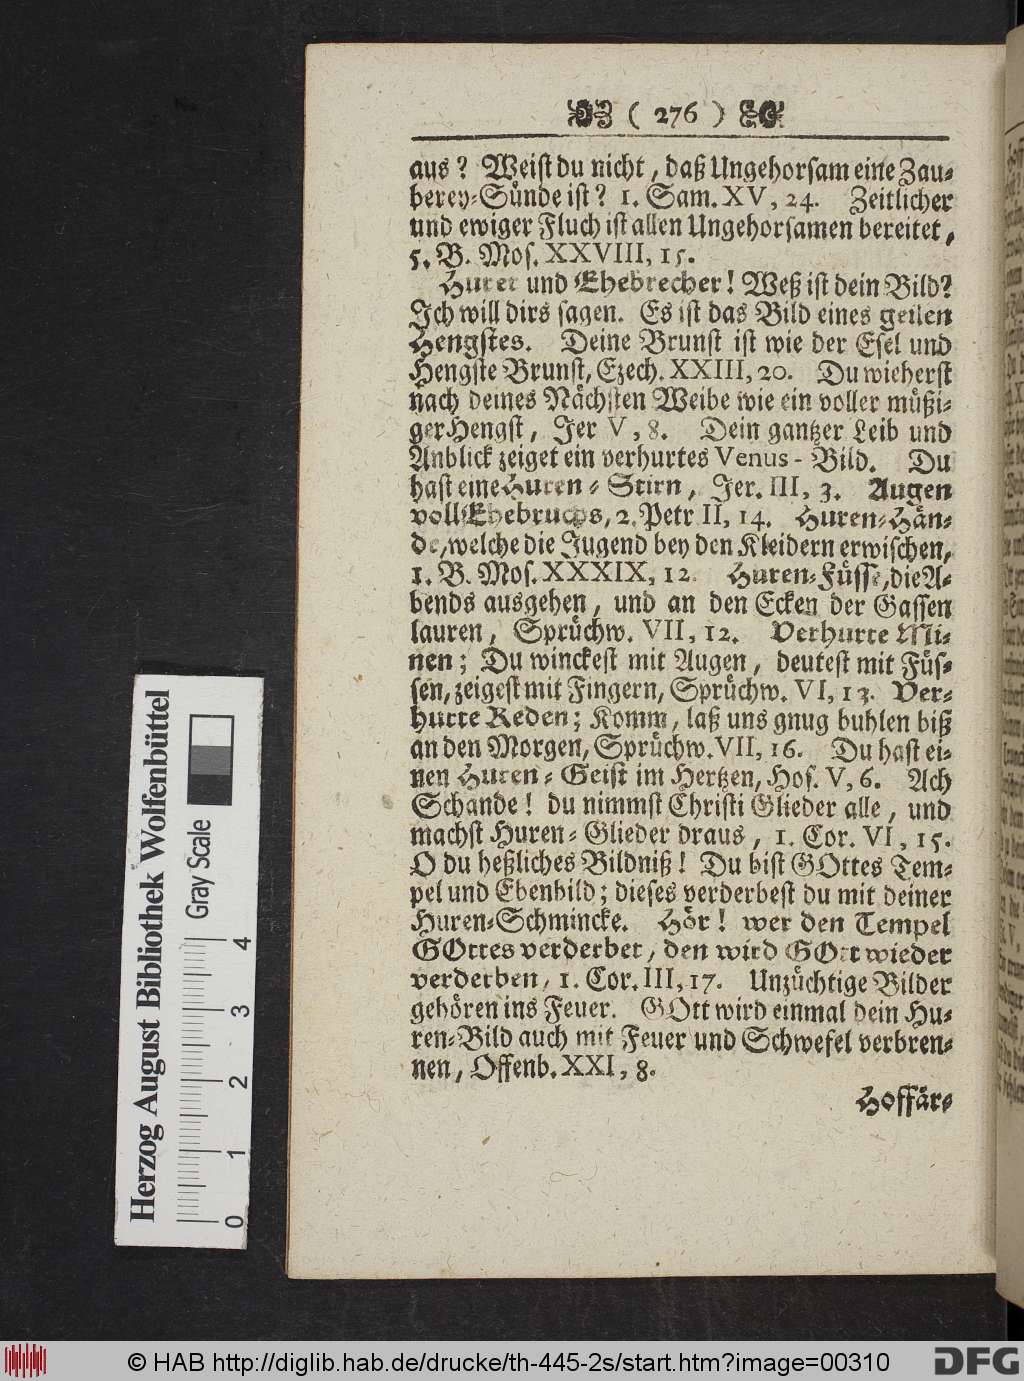 ( 276 )
aus? Weist du nicht, daß Ungehorsam eine Zau-
berey-Sünde ist? 1. Sam. XV, 24. Zeitlicher
und ewiger Fluch ist allen Ungehorsamen bereitet,
5. B. Mos. XXVIII, 15.
Hurer und Ehebrecher! Weß ist dein Bild?
Ich will dirs sagen. Es ist das Bild eines geilen
Hengstes. Deine Brunst ist wie der Esel und
Hengste Brunst, Ezech. XXIII, 20. Du wieherst
nach deines Nächsten Weibe wie ein voller müßi-
ger Hengst, Jer V, 8. Dein gantzer Leib und
Anblick zeiget ein verhurtes Venus-Bild. Du
hast eine Huren-Stirn, Jer. III, 3. Augen
voll Ehebruchs, 2. Petr II, 14. Huren-Hän-
de, welche die Jugend bey den Kleidern erwischen,
1. B. Mos. XXXIX, 12. Huren-Füsse, die A-
bends ausgehen, und an den Ecken der Gassen
lauren, Sprüchw. VII, 12. Verhurte Mi-
nen; Du winckest mit Augen, deutest mit Füs-
sen, zeigest mit Fingern, Sprüchw. VI, 13. Ver-
hurte Reden; Komm, laß uns gnug buhlen biß
an den Morgen, Sprüchw. VII, 16. Du hast ei-
nen Huren-Geist im Hertzen, Hos. V, 6. Ach
Schande! du nimmst Christi Glieder alle, und
machst Huren-Glieder draus, 1. Cor. VI, 15.
O du heßliches Bildniß! Du bist GOttes Tem-
pel und Ebenbild; dieses verderbest du mit deiner
Huren-Schmincke. Hör! wer den Tempel
GOttes verderbet, den wird GOtt wieder
verderben, 1. Cor. III, 17. Unzüchtige Bilder
gehören ins Feuer. GOtt wird einmal dein Hu-
ren-Bild auch mit Feuer und Schwefel verbren-
nen, Offenb. XXI, 8.
Hoffär-
Herzog August Bibliothek Wolfenbüttel
Gray Scale
0 1 2 3 4
© HAB http://diglib.hab.de/drucke/th-445-2s/start.htm?image=00310
DFG